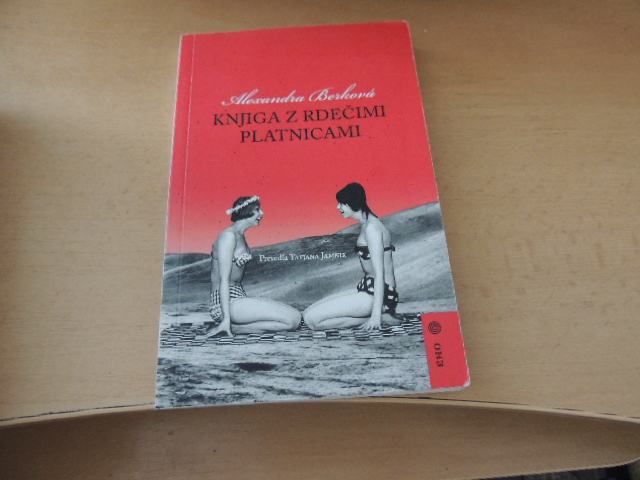 Alexandra Berková
KNJIGA Z RDEČIMI
PLATNICAMI
Prevedla TATJANA JAMNIK
EHO